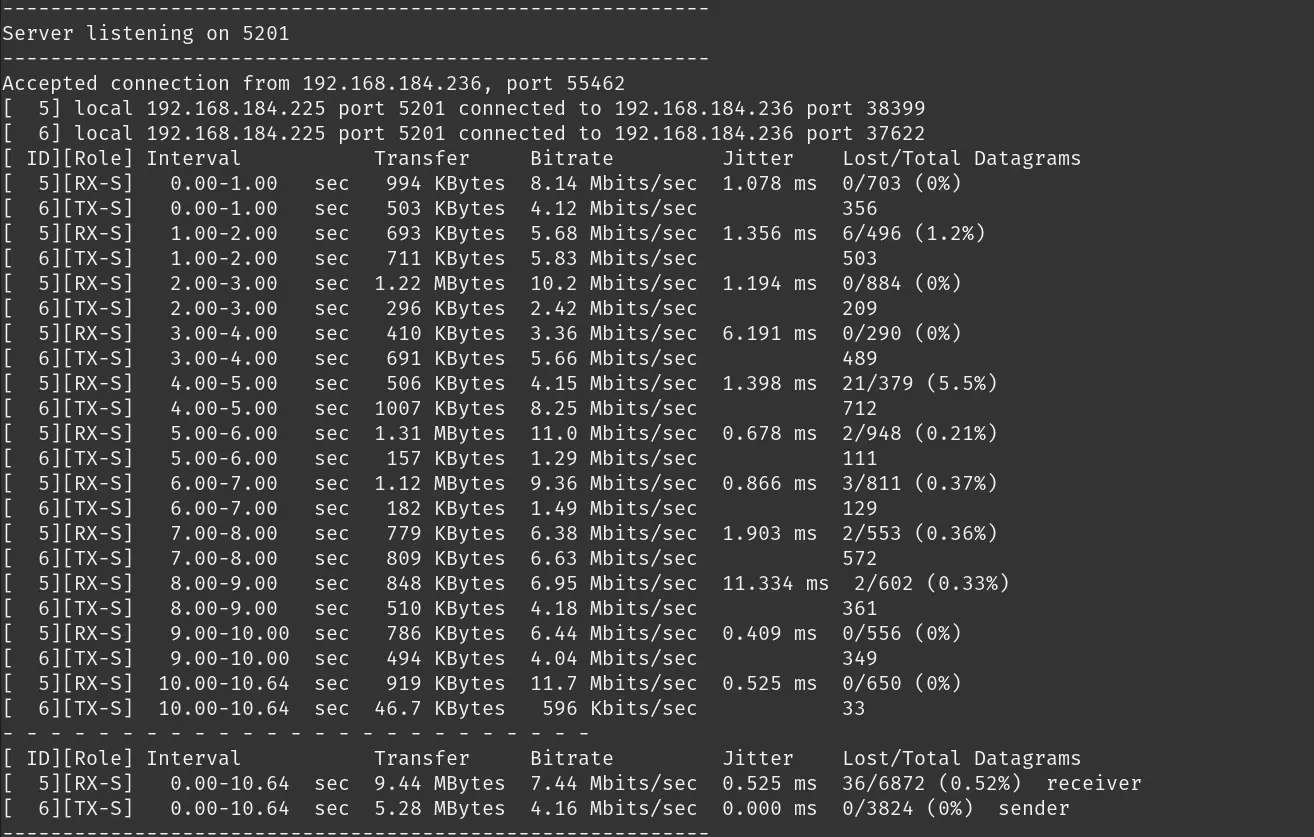 -----------------------------------------------------------
Server listening on 5201
-----------------------------------------------------------
Accepted connection from 192.168.184.236, port 55462
[  5] local 192.168.184.225 port 5201 connected to 192.168.184.236 port 38399
[  6] local 192.168.184.225 port 5201 connected to 192.168.184.236 port 37622
[ ID][Role] Interval           Transfer     Bitrate         Jitter    Lost/Total Datagrams
[  5][RX-S]   0.00-1.00   sec   994 KBytes  8.14 Mbits/sec  1.078 ms  0/703 (0%)
[  6][TX-S]   0.00-1.00   sec   503 KBytes  4.12 Mbits/sec            356
[  5][RX-S]   1.00-2.00   sec   693 KBytes  5.68 Mbits/sec  1.356 ms  6/496 (1.2%)
[  6][TX-S]   1.00-2.00   sec   711 KBytes  5.83 Mbits/sec            503
[  5][RX-S]   2.00-3.00   sec  1.22 MBytes  10.2 Mbits/sec  1.194 ms  0/884 (0%)
[  6][TX-S]   2.00-3.00   sec   296 KBytes  2.42 Mbits/sec            209
[  5][RX-S]   3.00-4.00   sec   410 KBytes  3.36 Mbits/sec  6.191 ms  0/290 (0%)
[  6][TX-S]   3.00-4.00   sec   691 KBytes  5.66 Mbits/sec            489
[  5][RX-S]   4.00-5.00   sec   506 KBytes  4.15 Mbits/sec  1.398 ms  21/379 (5.5%)
[  6][TX-S]   4.00-5.00   sec  1007 KBytes  8.25 Mbits/sec            712
[  5][RX-S]   5.00-6.00   sec  1.31 MBytes  11.0 Mbits/sec  0.678 ms  2/948 (0.21%)
[  6][TX-S]   5.00-6.00   sec   157 KBytes  1.29 Mbits/sec            111
[  5][RX-S]   6.00-7.00   sec  1.12 MBytes  9.36 Mbits/sec  0.866 ms  3/811 (0.37%)
[  6][TX-S]   6.00-7.00   sec   182 KBytes  1.49 Mbits/sec            129
[  5][RX-S]   7.00-8.00   sec   779 KBytes  6.38 Mbits/sec  1.903 ms  2/553 (0.36%)
[  6][TX-S]   7.00-8.00   sec   809 KBytes  6.63 Mbits/sec            572
[  5][RX-S]   8.00-9.00   sec   848 KBytes  6.95 Mbits/sec  11.334 ms  2/602 (0.33%)
[  6][TX-S]   8.00-9.00   sec   510 KBytes  4.18 Mbits/sec            361
[  5][RX-S]   9.00-10.00  sec   786 KBytes  6.44 Mbits/sec  0.409 ms  0/556 (0%)
[  6][TX-S]   9.00-10.00  sec   494 KBytes  4.04 Mbits/sec            349
[  5][RX-S]  10.00-10.64  sec   919 KBytes  11.7 Mbits/sec  0.525 ms  0/650 (0%)
[  6][TX-S]  10.00-10.64  sec  46.7 KBytes   596 Kbits/sec            33
- - - - - - - - - - - - - - - - - - - - - - - - -
[ ID][Role] Interval           Transfer     Bitrate         Jitter    Lost/Total Datagrams
[  5][RX-S]   0.00-10.64  sec  9.44 MBytes  7.44 Mbits/sec  0.525 ms  36/6872 (0.52%)  receiver
[  6][TX-S]   0.00-10.64  sec  5.28 MBytes  4.16 Mbits/sec  0.000 ms  0/3824 (0%)  sender
-----------------------------------------------------------